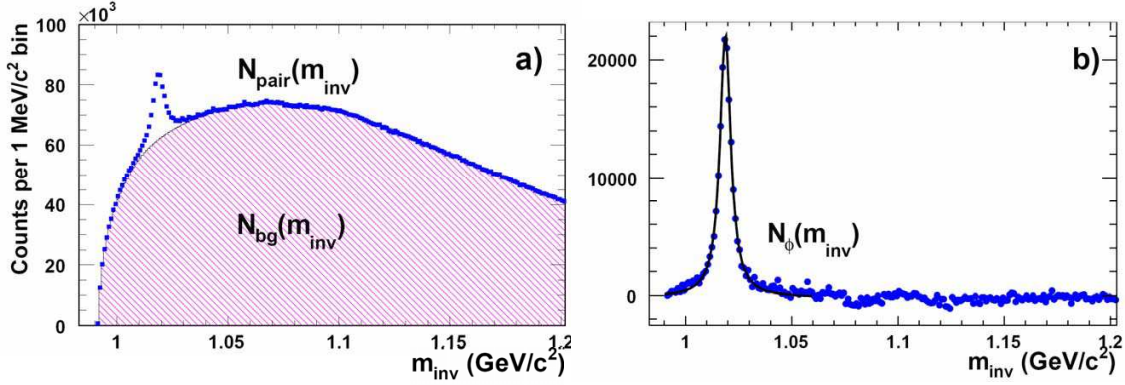 ×10³
100
80
60
40
20
0
Counts per 1 MeV/c² bin
a)
N_pair(m_inv)
N_bg(m_inv)
1
1.05
1.1
1.15
1.2
m_inv (GeV/c²)
20000
10000
0
b)
N_ϕ(m_inv)
1
1.05
1.1
1.15
1.2
m_inv (GeV/c²)